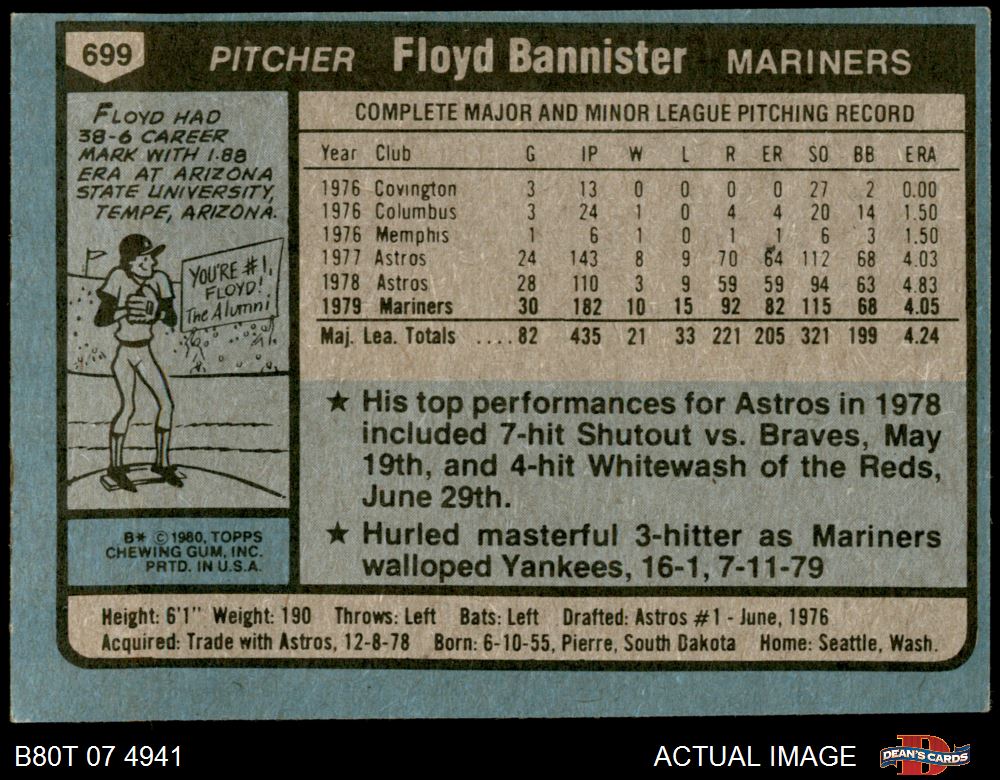 699 PITCHER Floyd Bannister MARINERS
FLOYD HAD
38-6 CAREER
MARK WITH 1.88
ERA AT ARIZONA
STATE UNIVERSITY,
TEMPE, ARIZONA.
YOU'RE #1,
FLOYD!
The Alumni
B* © 1980, TOPPS
CHEWING GUM, INC.
PRTD. IN U.S.A.
COMPLETE MAJOR AND MINOR LEAGUE PITCHING RECORD
Year Club G IP W L R ER SO BB ERA
1976 Covington 3 13 0 0 0 0 27 2 0.00
1976 Columbus 3 24 1 0 4 4 20 14 1.50
1976 Memphis 1 6 1 0 1 1 6 3 1.50
1977 Astros 24 143 8 9 70 64 112 68 4.03
1978 Astros 28 110 3 9 59 59 94 63 4.83
1979 Mariners 30 182 10 15 92 82 115 68 4.05
Maj. Lea. Totals ....82 435 21 33 221 205 321 199 4.24
★ His top performances for Astros in 1978
included 7-hit Shutout vs. Braves, May
19th, and 4-hit Whitewash of the Reds,
June 29th.
★ Hurled masterful 3-hitter as Mariners
walloped Yankees, 16-1, 7-11-79
Height: 6'1" Weight: 190 Throws: Left Bats: Left Drafted: Astros #1 - June, 1976
Acquired: Trade with Astros, 12-8-78 Born: 6-10-55, Pierre, South Dakota Home: Seattle, Wash.
B80T 07 4941 ACTUAL IMAGE DEAN'S CARDS